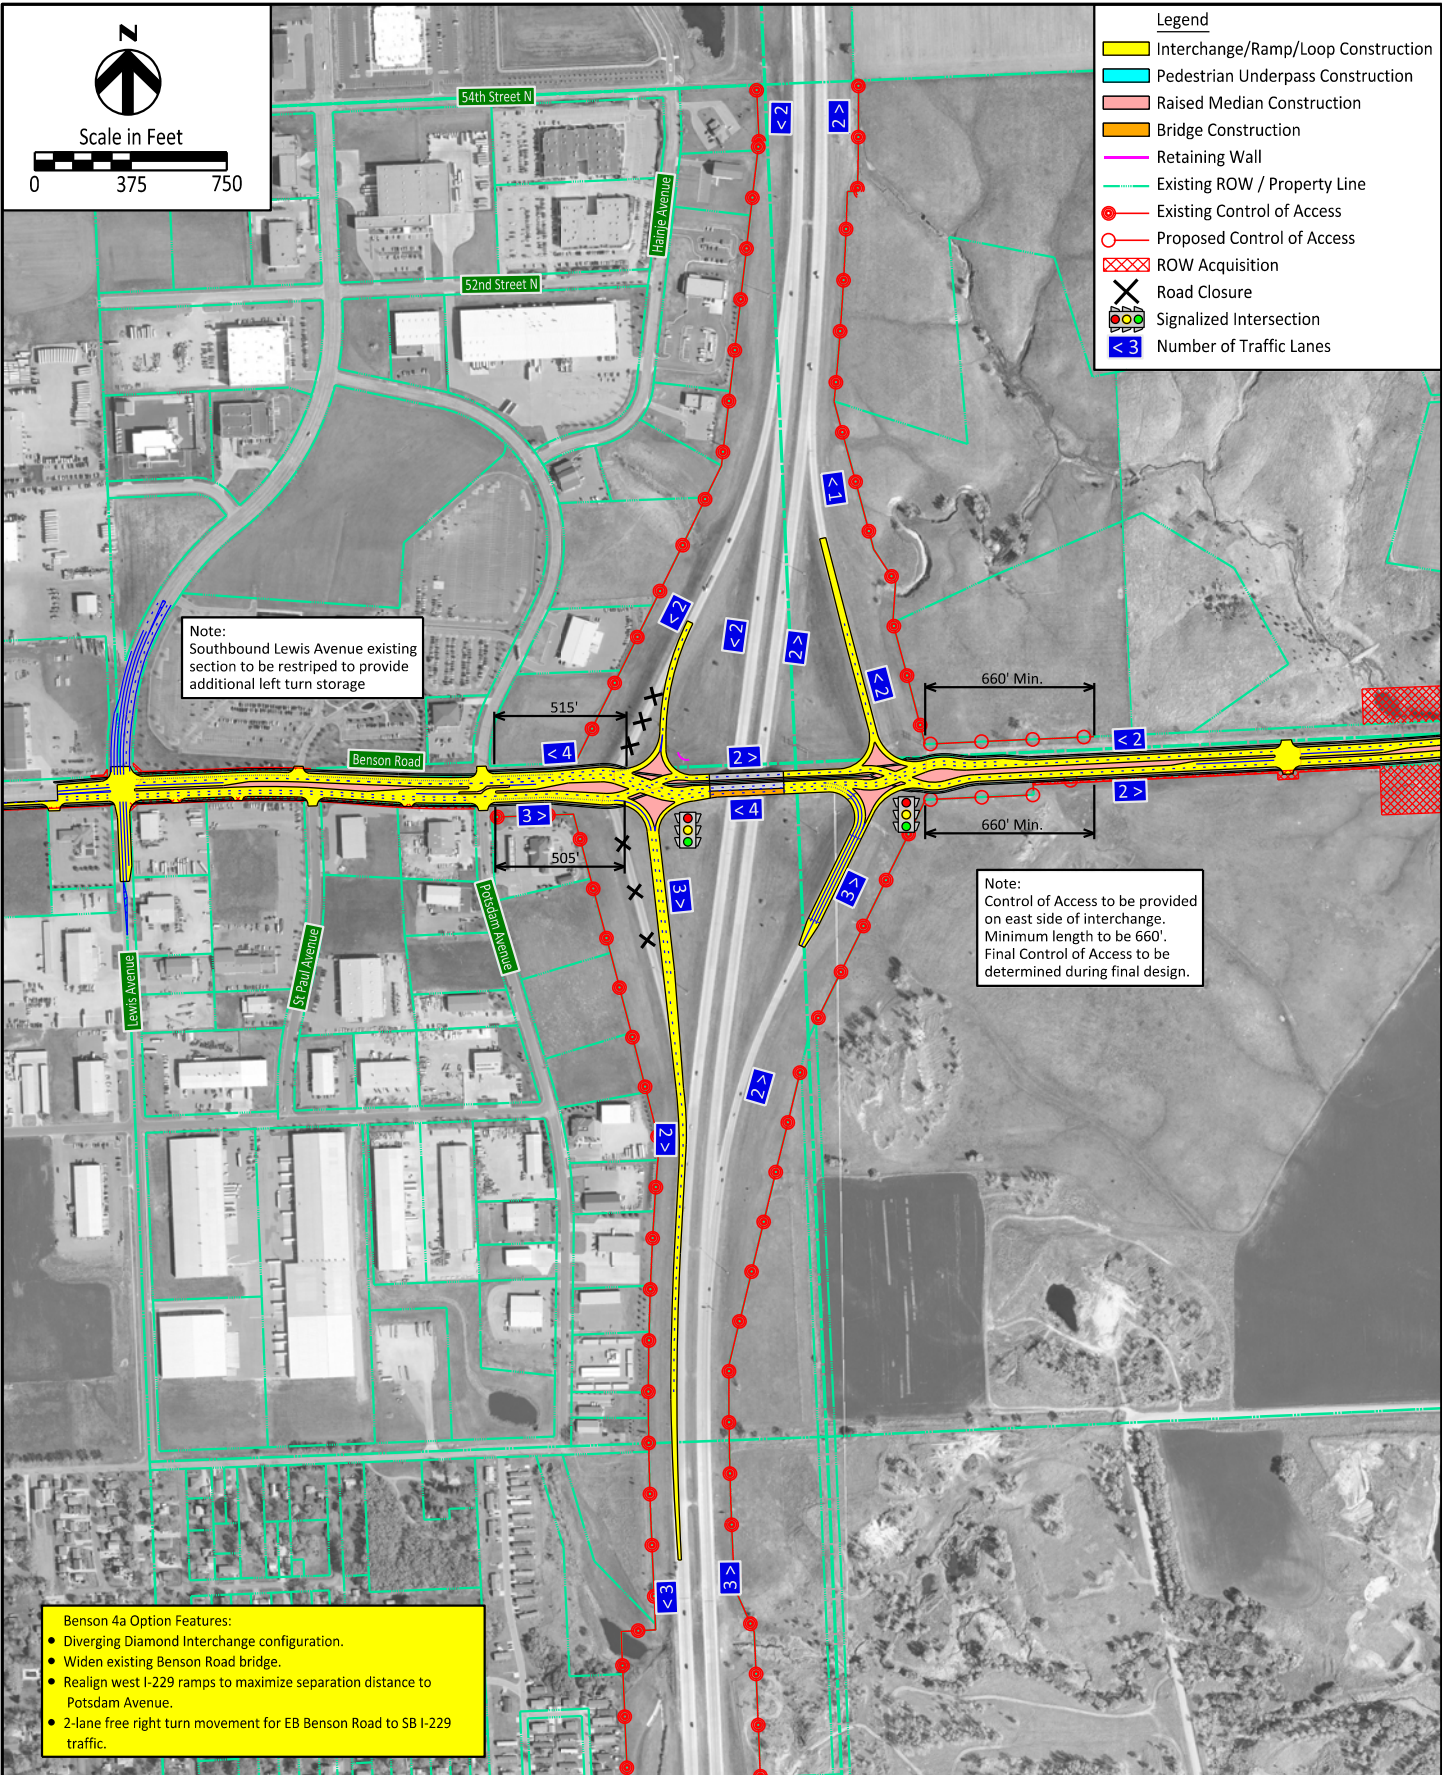 N
Scale in Feet
0 375 750
Legend
Interchange/Ramp/Loop Construction
Pedestrian Underpass Construction
Raised Median Construction
Bridge Construction
Retaining Wall
Existing ROW / Property Line
Existing Control of Access
Proposed Control of Access
ROW Acquisition
Road Closure
Signalized Intersection
< 3 Number of Traffic Lanes
54th Street N
< 2
2 >
Hainje Avenue
52nd Street N
< 1
< 2
< 2
2 >
Note:
Southbound Lewis Avenue existing
section to be restriped to provide
additional left turn storage
< 2
660' Min.
515'
< 4
2 >
< 2
Benson Road
3 >
< 4
2 >
660' Min.
505'
3 >
3 >
Note:
Control of Access to be provided
on east side of interchange.
Minimum length to be 660'.
Final Control of Access to be
determined during final design.
Lewis Avenue
St Paul Avenue
Potsdam Avenue
2 >
2 >
< 3
3 >
Benson 4a Option Features:
• Diverging Diamond Interchange configuration.
• Widen existing Benson Road bridge.
• Realign west I-229 ramps to maximize separation distance to
Potsdam Avenue.
• 2-lane free right turn movement for EB Benson Road to SB I-229
traffic.